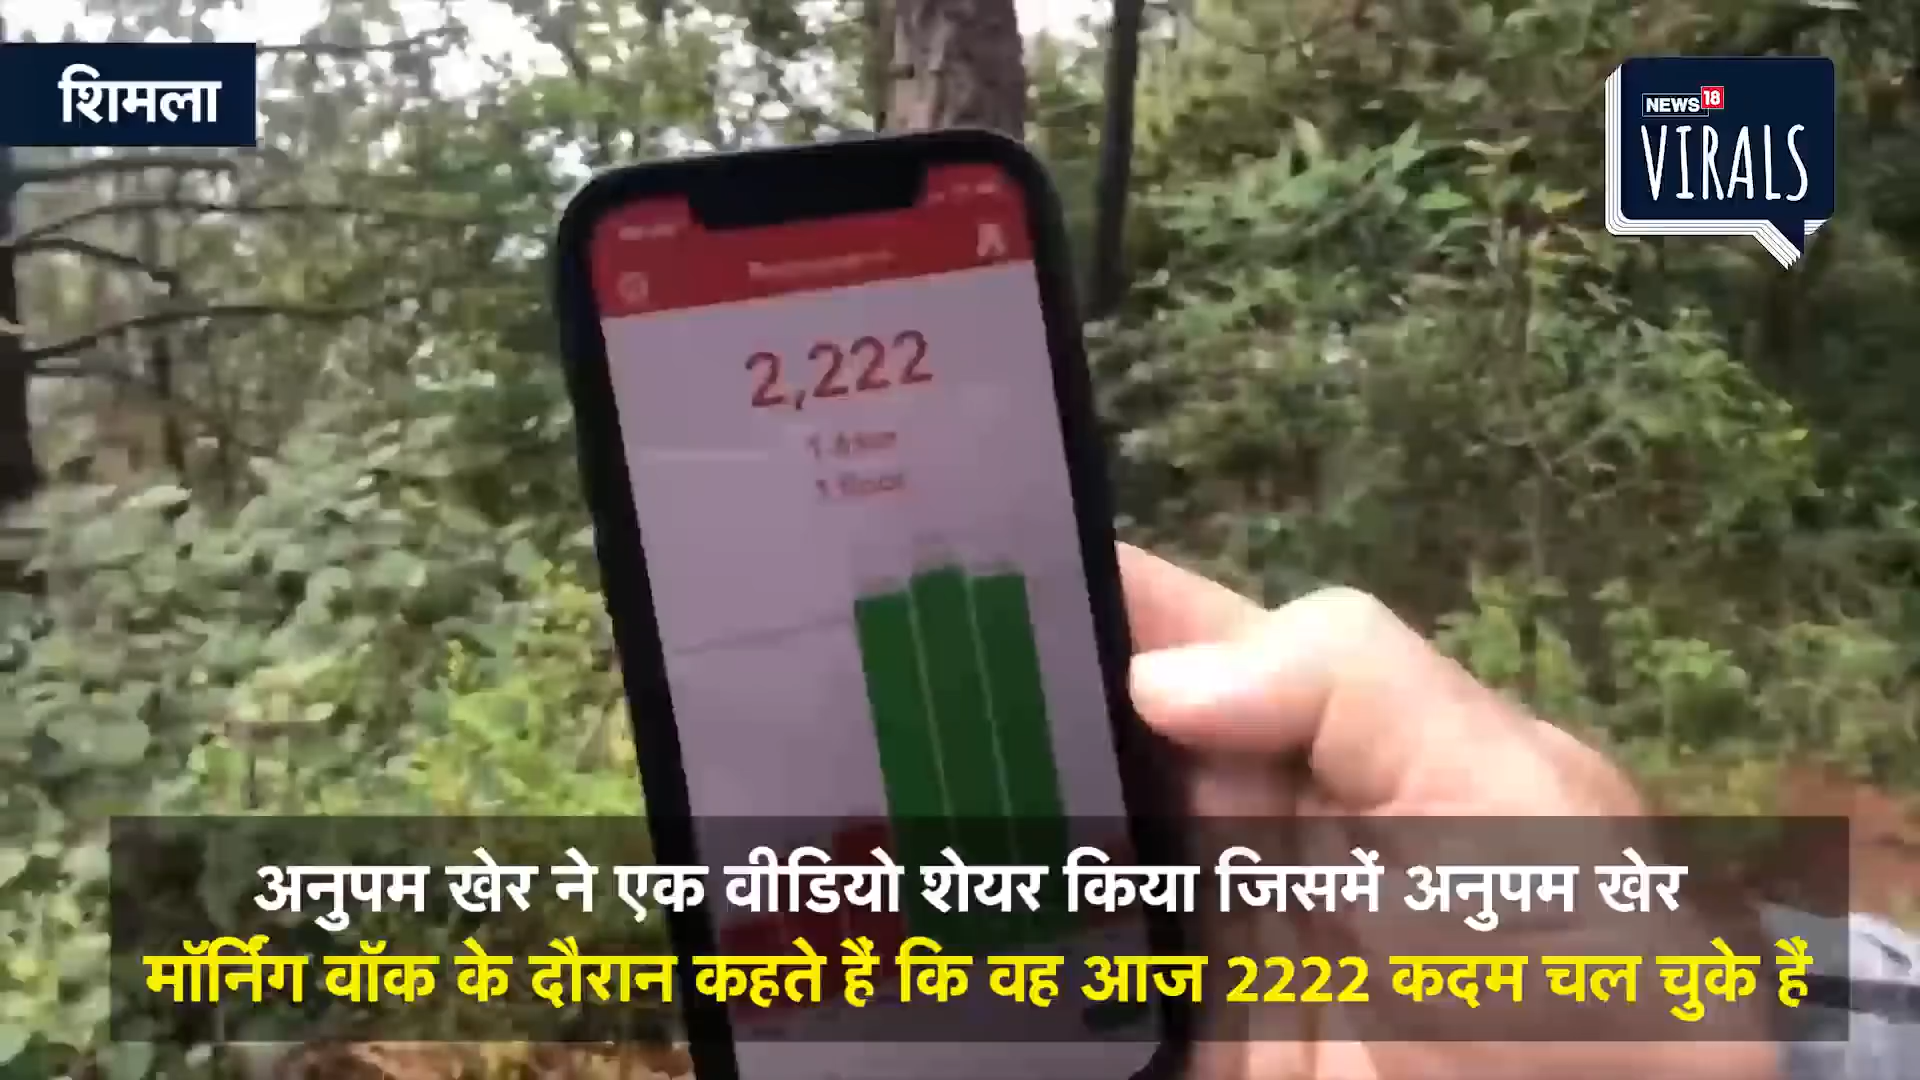 शिमला
NEWS18
VIRALS
2,222
अनुपम खेर ने एक वीडियो शेयर किया जिसमें अनुपम खेर
मॉर्निंग वॉक के दौरान कहते हैं कि वह आज 2222 कदम चल चुके हैं